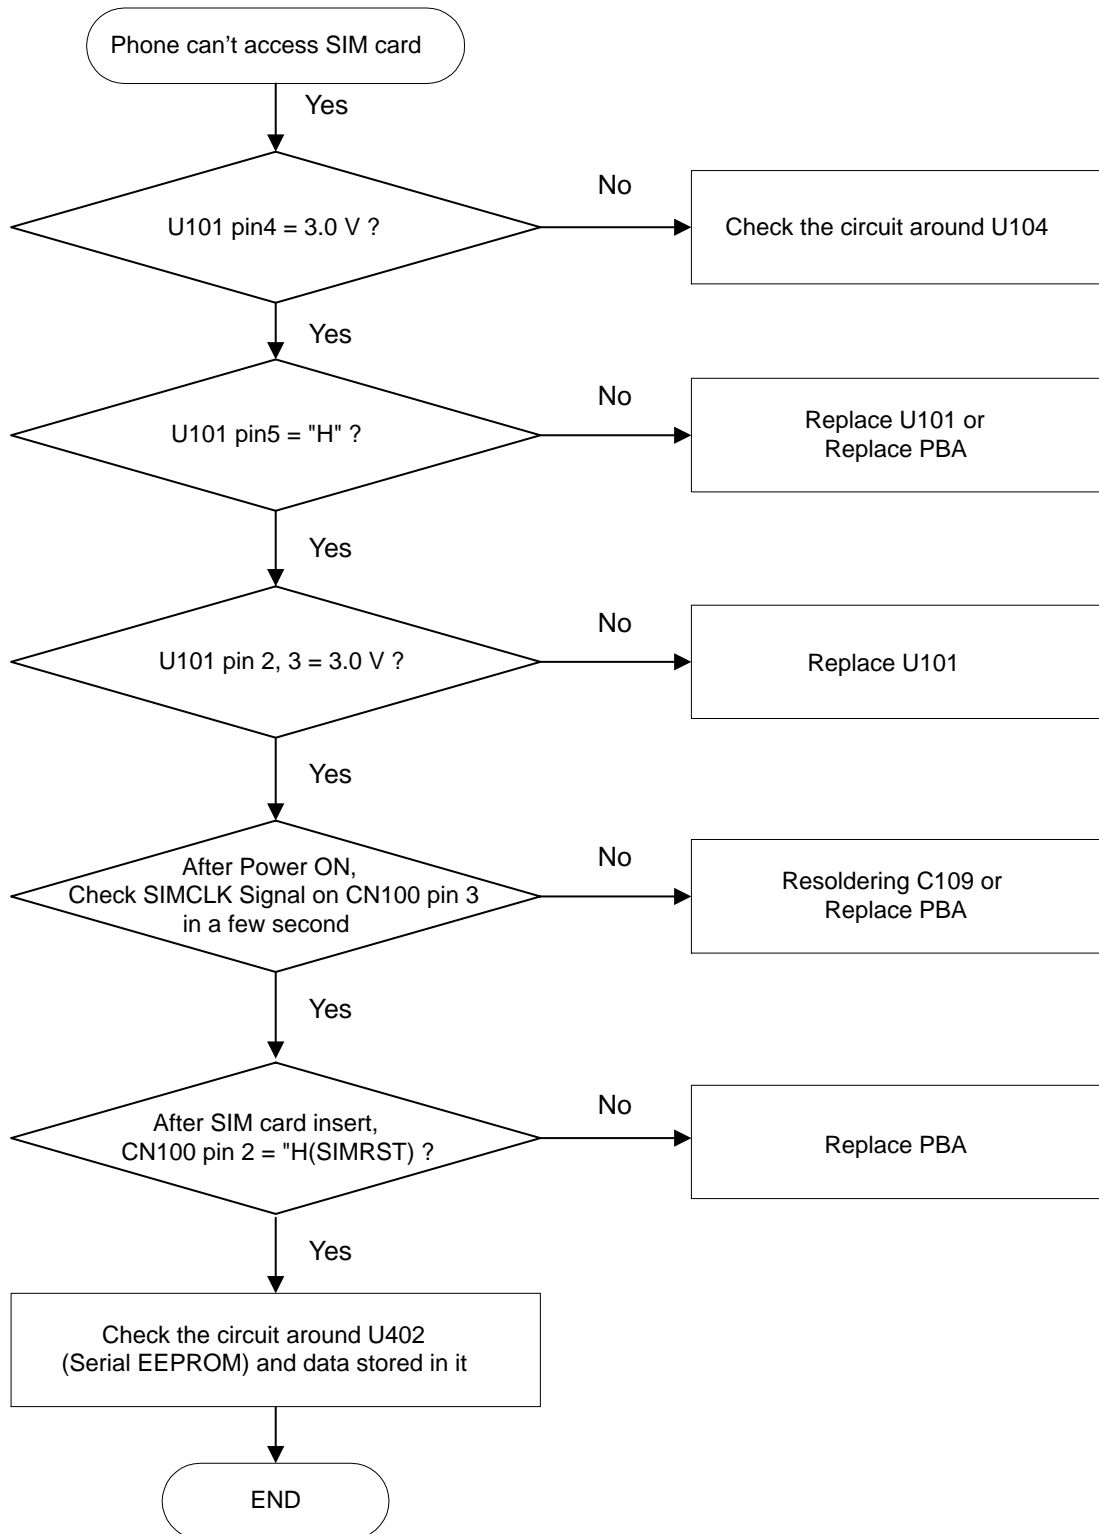 Phone can't access SIM card
Yes
U101 pin4 = 3.0 V ?
No
Check the circuit around U104
Yes
U101 pin5 = "H" ?
No
Replace U101 or
Replace PBA
Yes
U101 pin 2, 3 = 3.0 V ?
No
Replace U101
Yes
After Power ON,
Check SIMCLK Signal on CN100 pin 3
in a few second
No
Resoldering C109 or
Replace PBA
Yes
After SIM card insert,
CN100 pin 2 = "H(SIMRST) ?
No
Replace PBA
Yes
Check the circuit around U402
(Serial EEPROM) and data stored in it
END